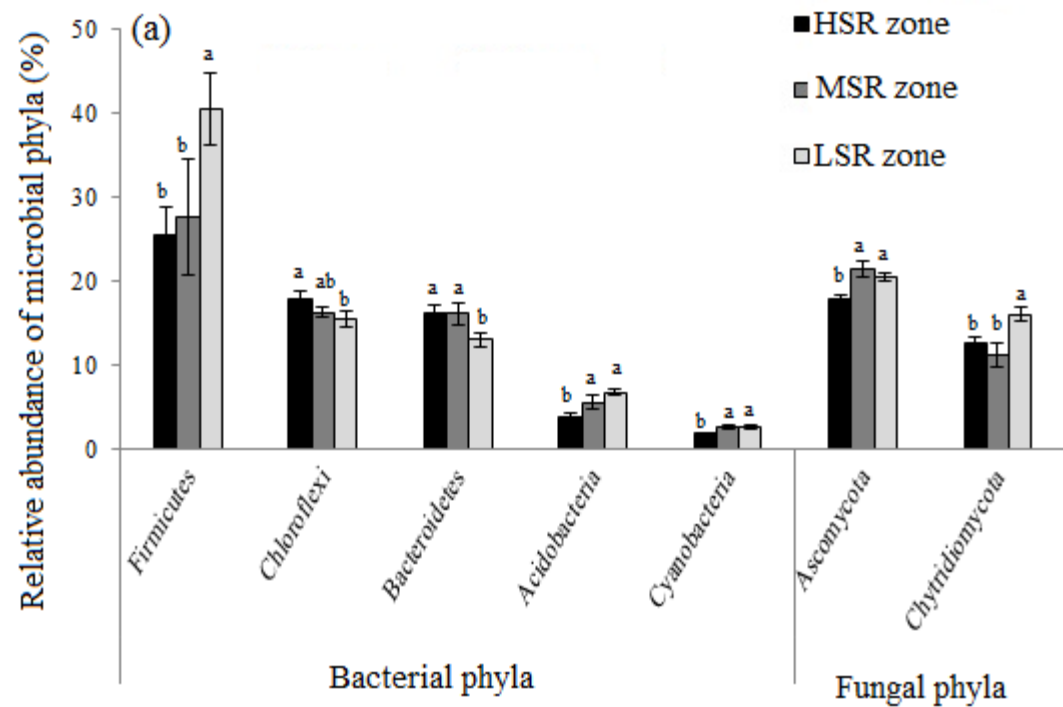 (a)
HSR zone
MSR zone
LSR zone
Relative abundance of microbial phyla (%)
50
40
30
20
10
0
b b a
a ab b
a a b
b a a
b a a
b a a
b b a
Firmicutes
Chloroflexi
Bacteroidetes
Acidobacteria
Cyanobacteria
Ascomycota
Chytridiomycota
Bacterial phyla
Fungal phyla